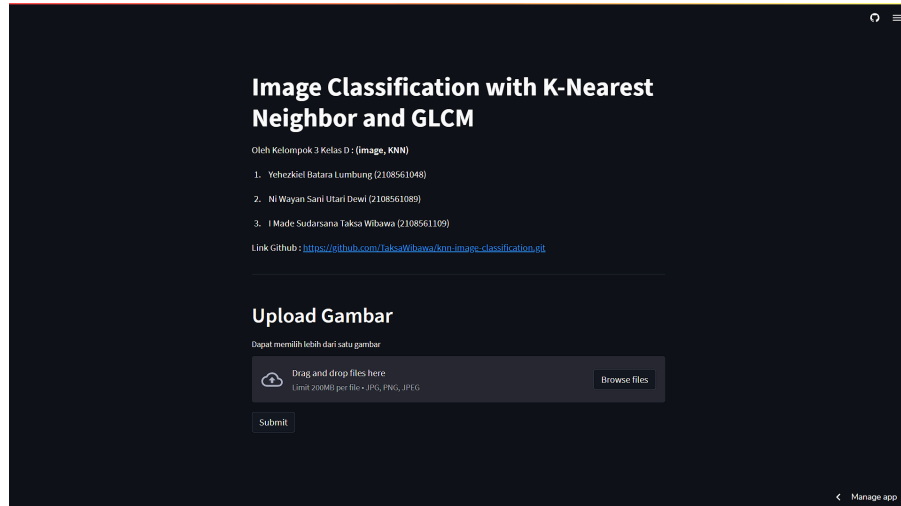 Image Classification with K-Nearest
Neighbor and GLCM
Oleh Kelompok 3 Kelas D : (image, KNN)
1. Yehezkiel Batara Lumbung (2108561048)
2. Ni Wayan Sani Utari Dewi (2108561089)
3. I Made Sudarsana Taksa Wibawa (2108561109)
Link Github : https://github.com/TaksaWibawa/knn-image-classification.git
Upload Gambar
Dapat memilih lebih dari satu gambar
Drag and drop files here
Limit 200MB per file • JPG, PNG, JPEG
Browse files
Submit
Manage app